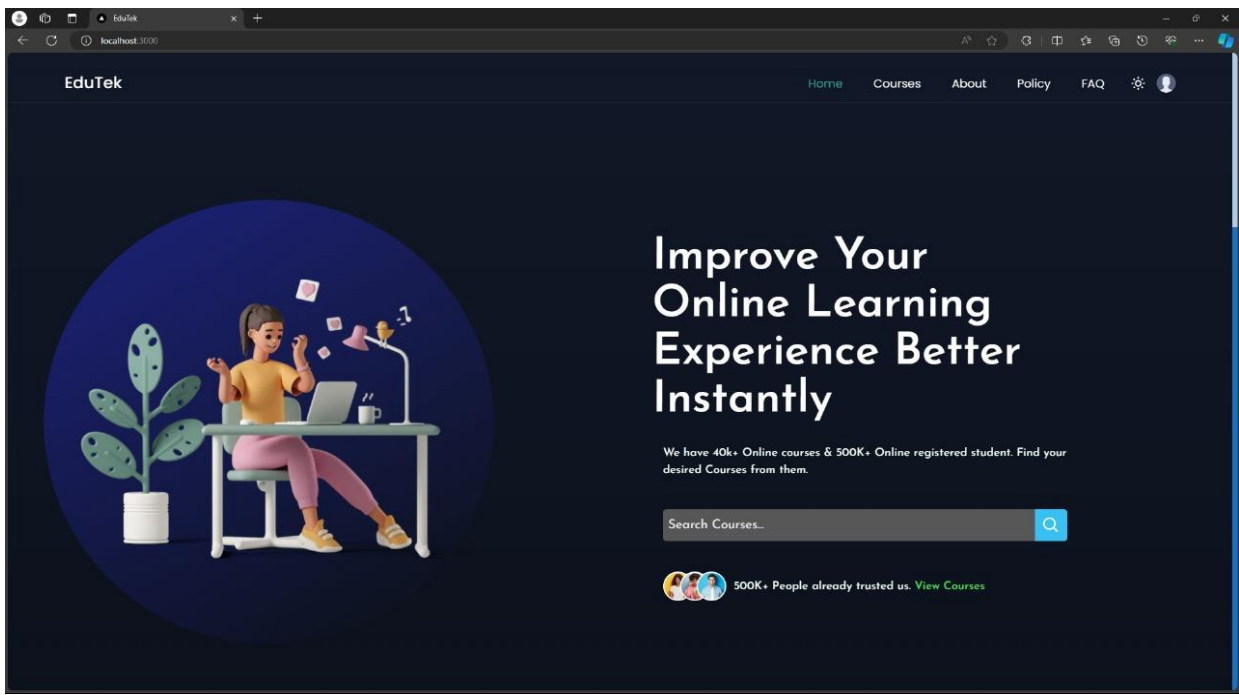 EduTek
localhost:3000
EduTek
Home Courses About Policy FAQ
Improve Your
Online Learning
Experience Better
Instantly
We have 40k+ Online courses & 500K+ Online registered student. Find your
desired Courses from them.
Search Courses...
500K+ People already trusted us. View Courses